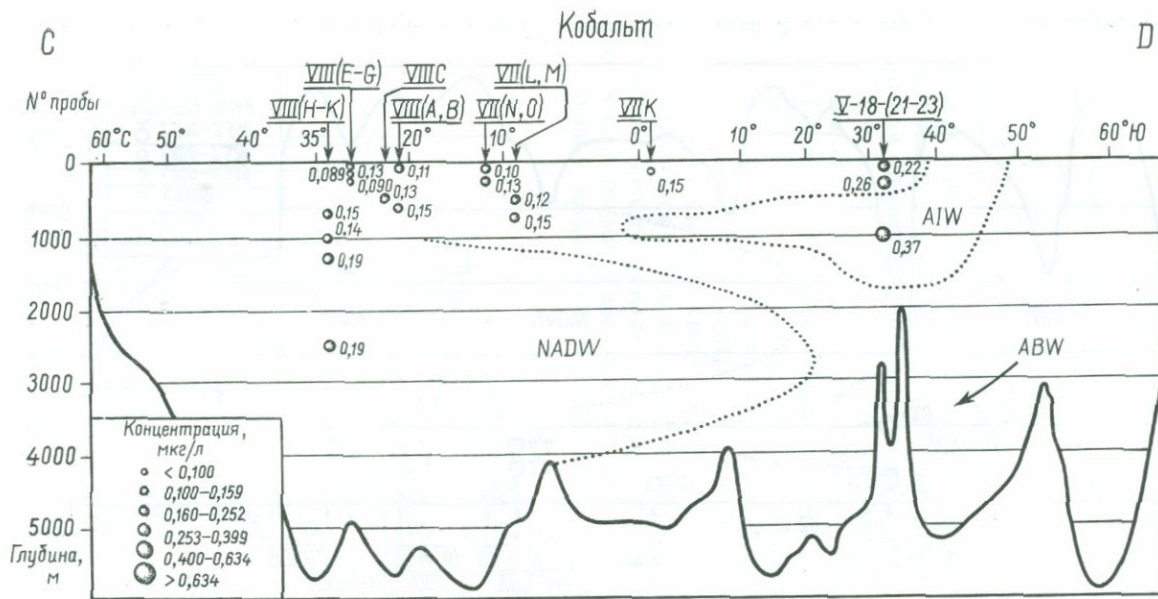 Кобальт
C
D
VIII(E–G)
VIIIC
VII(L, M)
N° пробы
VIII(H–K)
VIII(A, B)
VII(N, O)
VIIK
V–18–(21–23)
60°с
50°
40°
30°
20°
10°
0°
10°
20°
30°
40°
50°
60°Ю
0
0,089
0,13
0,11
0,10
0,22
0,090
0,13
0,13
0,15
0,26
0,15
0,15
0,12
0,14
0,15
AIW
1000
0,37
0,19
2000
0,19
NADW
ABW
3000
4000
5000
Глубина,
м
Концентрация,
мкг/л
< 0,100
0,100–0,159
0,160–0,252
0,253–0,399
0,400–0,634
> 0,634